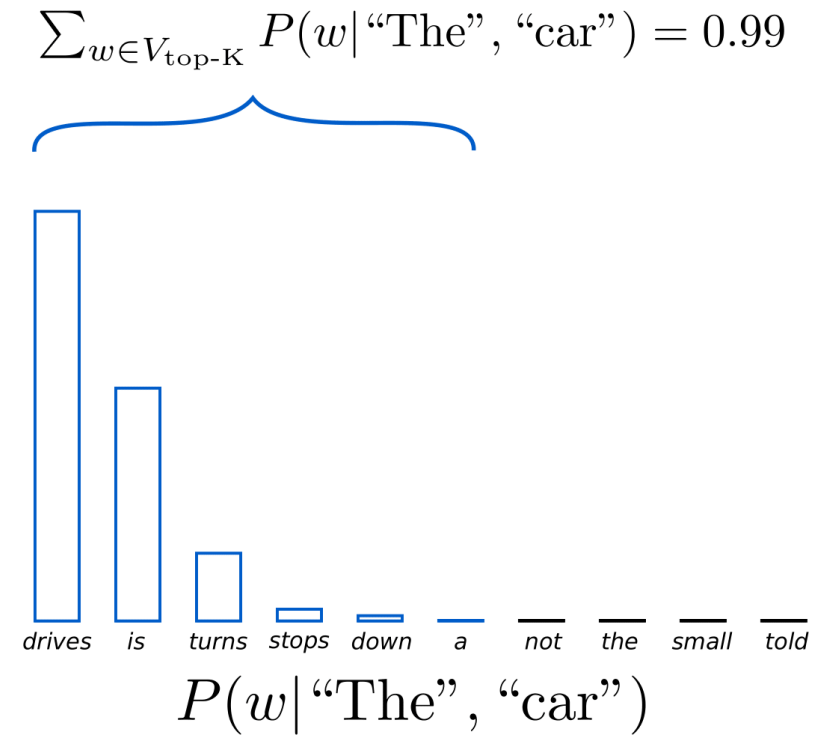 ∑w∈Vtop-K P(w|“The”, “car”) = 0.99
drives is turns stops down a not the small told
P(w|“The”, “car”)